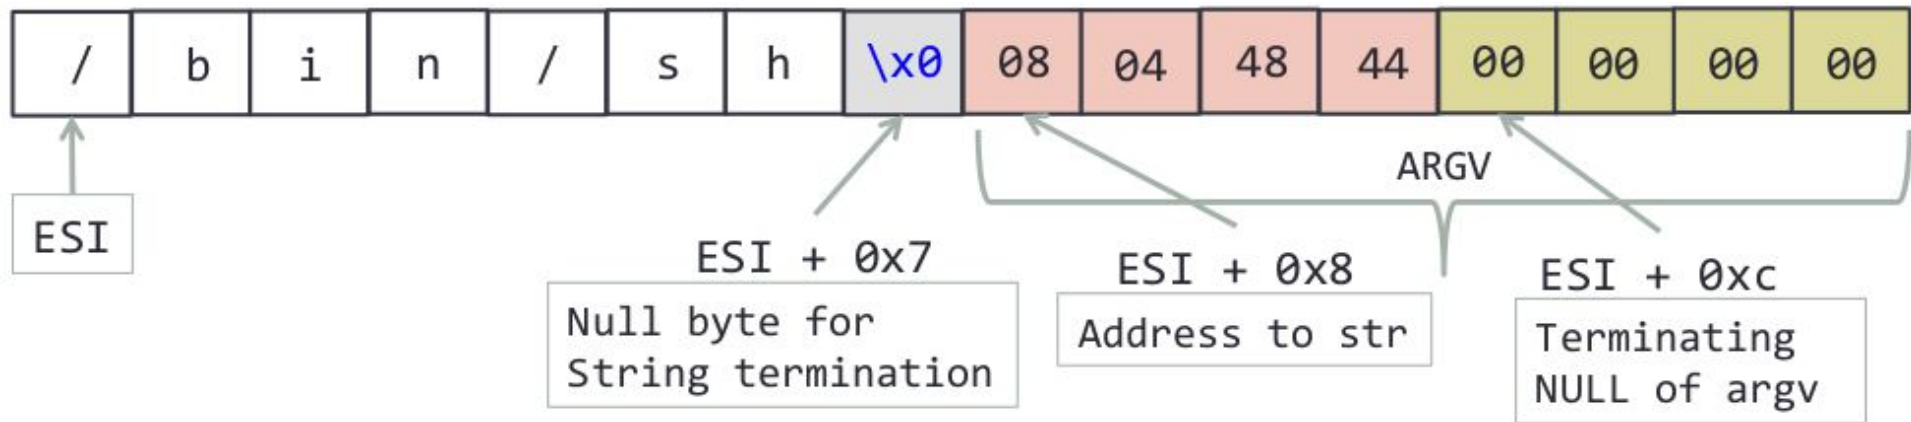 / b i n / s h \x0 08 04 48 44 00 00 00 00
ARGV
ESI
ESI + 0x7
Null byte for
String termination
ESI + 0x8
Address to str
ESI + 0xc
Terminating
NULL of argv